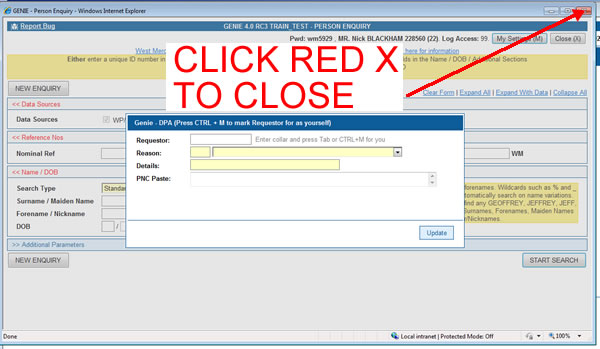 GENIE - Person Enquiry - Windows Internet Explorer
Report Bug GENIE 4.0 RC3 TRAIN_TEST - PERSON ENQUIRY
Pwd: wm5929 , MR. Nick BLACKHAM 228560 (22). Log Access: 99. My Settings (M) Close (X)
West Merc here for information
Either enter a unique ID number in lds in the Name / DOB / Additional Sections
CLICK RED X
TO CLOSE
NEW ENQUIRY
Clear Form | Expand All | Expand With Data | Collapse All
<< Data Sources
Data Sources WP
Genie - DPA (Press CTRL + M to mark Requestor for as yourself)
Requestor: Enter collar and press Tab or CTRL+M for you
<< Reference Nos
Reason:
Nominal Ref WM
Details:
<< Name / DOB
PNC Paste:
Search Type Standa
forenames. Wildcards such as % and _
tomatically search on name variations.
Surname / Maiden Name
find any GEOFFREY, JEFFREY, JEFF,
Forename / Nickname
Surnames, Forenames, Maiden Names
r/Nicknames.
DOB / 
Update
>> Additional Parameters
NEW ENQUIRY START SEARCH
Done Local intranet | Protected Mode: Off 100%